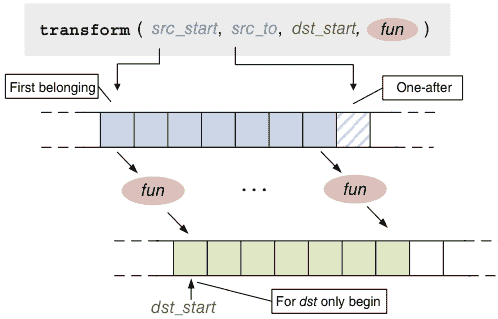 transform ( src_start, src_to, dst_start, fun )
First belonging
One-after
fun
...
fun
dst_start
For dst only begin